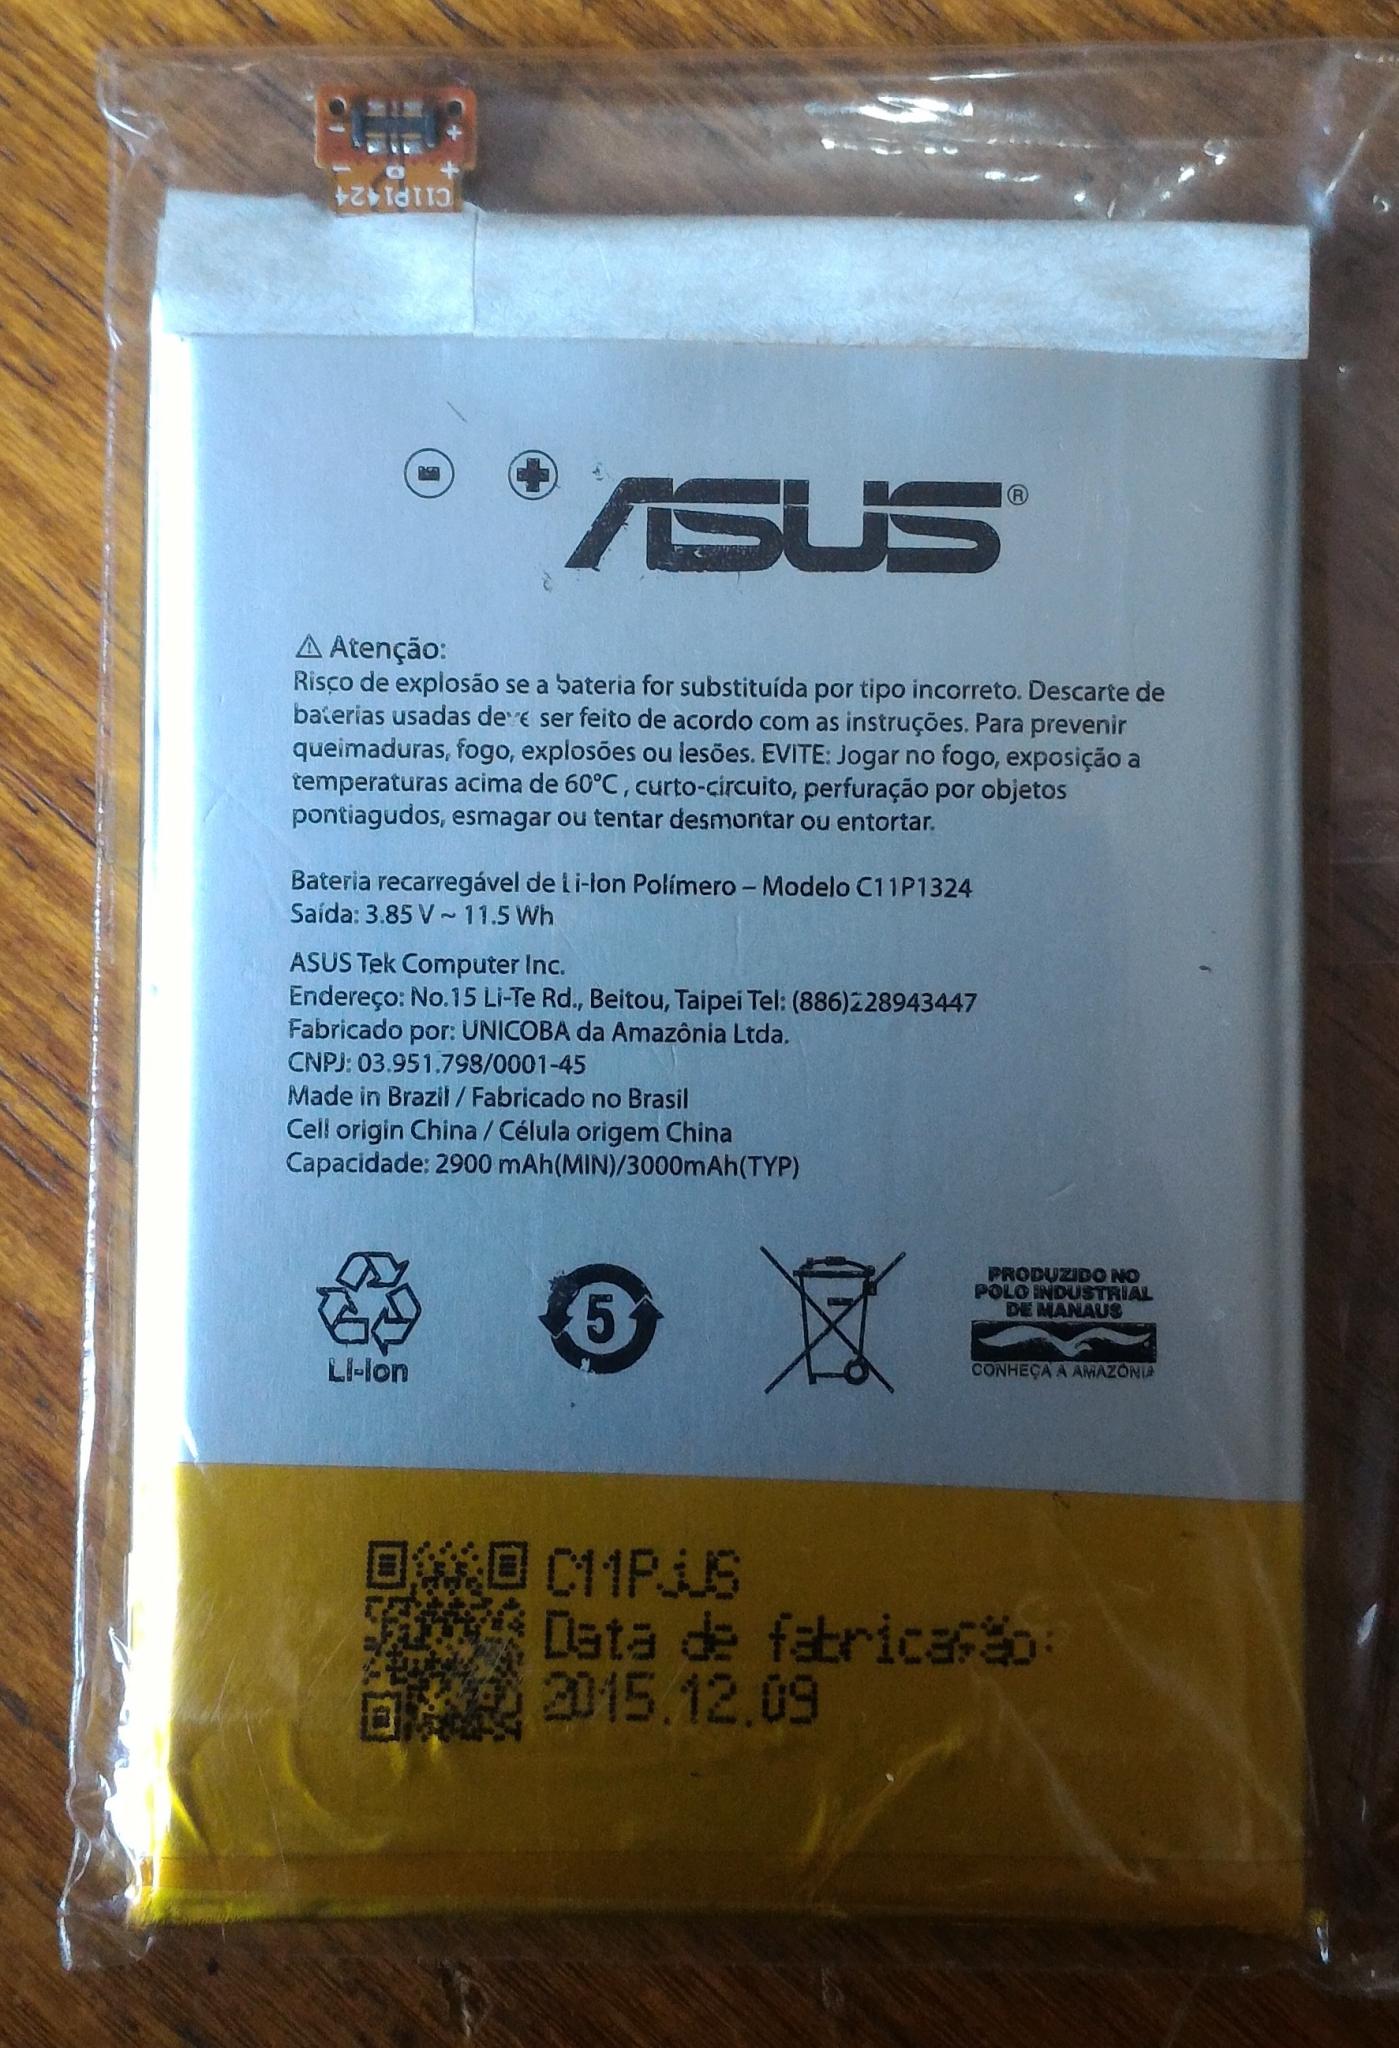 - +
- o +
C11P1424
- + ASUS®
⚠ Atenção:
Risco de explosão se a bateria for substituída por tipo incorreto. Descarte de
baterias usadas deve ser feito de acordo com as instruções. Para prevenir
queimaduras, fogo, explosões ou lesões. EVITE: Jogar no fogo, exposição a
temperaturas acima de 60°C , curto-circuito, perfuração por objetos
pontiagudos, esmagar ou tentar desmontar ou entortar.
Bateria recarregável de Li-Ion Polímero – Modelo C11P1324
Saída: 3.85 V ~ 11.5 Wh
ASUS Tek Computer Inc.
Endereço: No.15 Li-Te Rd., Beitou, Taipei Tel: (886)228943447
Fabricado por: UNICOBA da Amazônia Ltda.
CNPJ: 03.951.798/0001-45
Made in Brazil / Fabricado no Brasil
Cell origin China / Célula origem China
Capacidade: 2900 mAh(MIN)/3000mAh(TYP)
Li-Ion
5
PRODUZIDO NO
POLO INDUSTRIAL
DE MANAUS
CONHEÇA A AMAZÔNIA
Data de fabricação:
2015.12.09